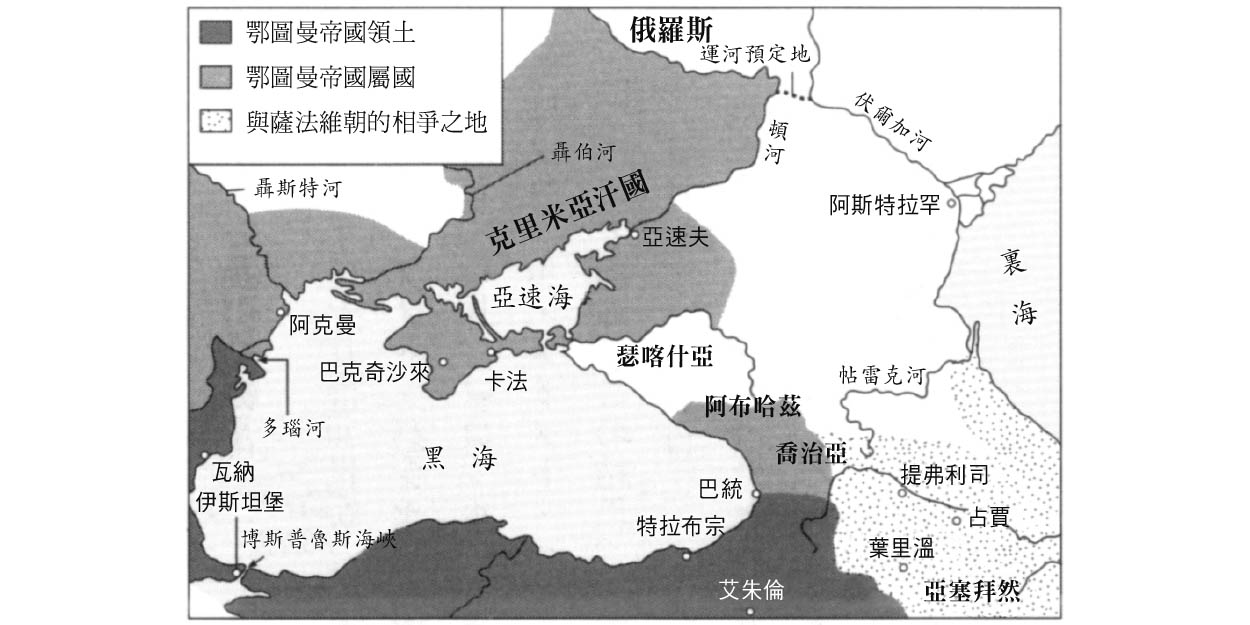 鄂圖曼帝國領土
鄂圖曼帝國屬國
與薩法維朝的相爭之地
俄羅斯
運河預定地
伏爾加河
頓河
聶伯河
聶斯特河
克里米亞汗國
阿斯特拉罕
亞速夫
裏海
亞速海
阿克曼
瑟喀什亞
巴克奇沙來
卡法
帖雷克河
阿布哈茲
多瑙河
喬治亞
黑海
瓦納
提弗利司
巴統
伊斯坦堡
占賈
特拉布宗
博斯普魯斯海峽
葉里溫
艾朱倫
亞塞拜然